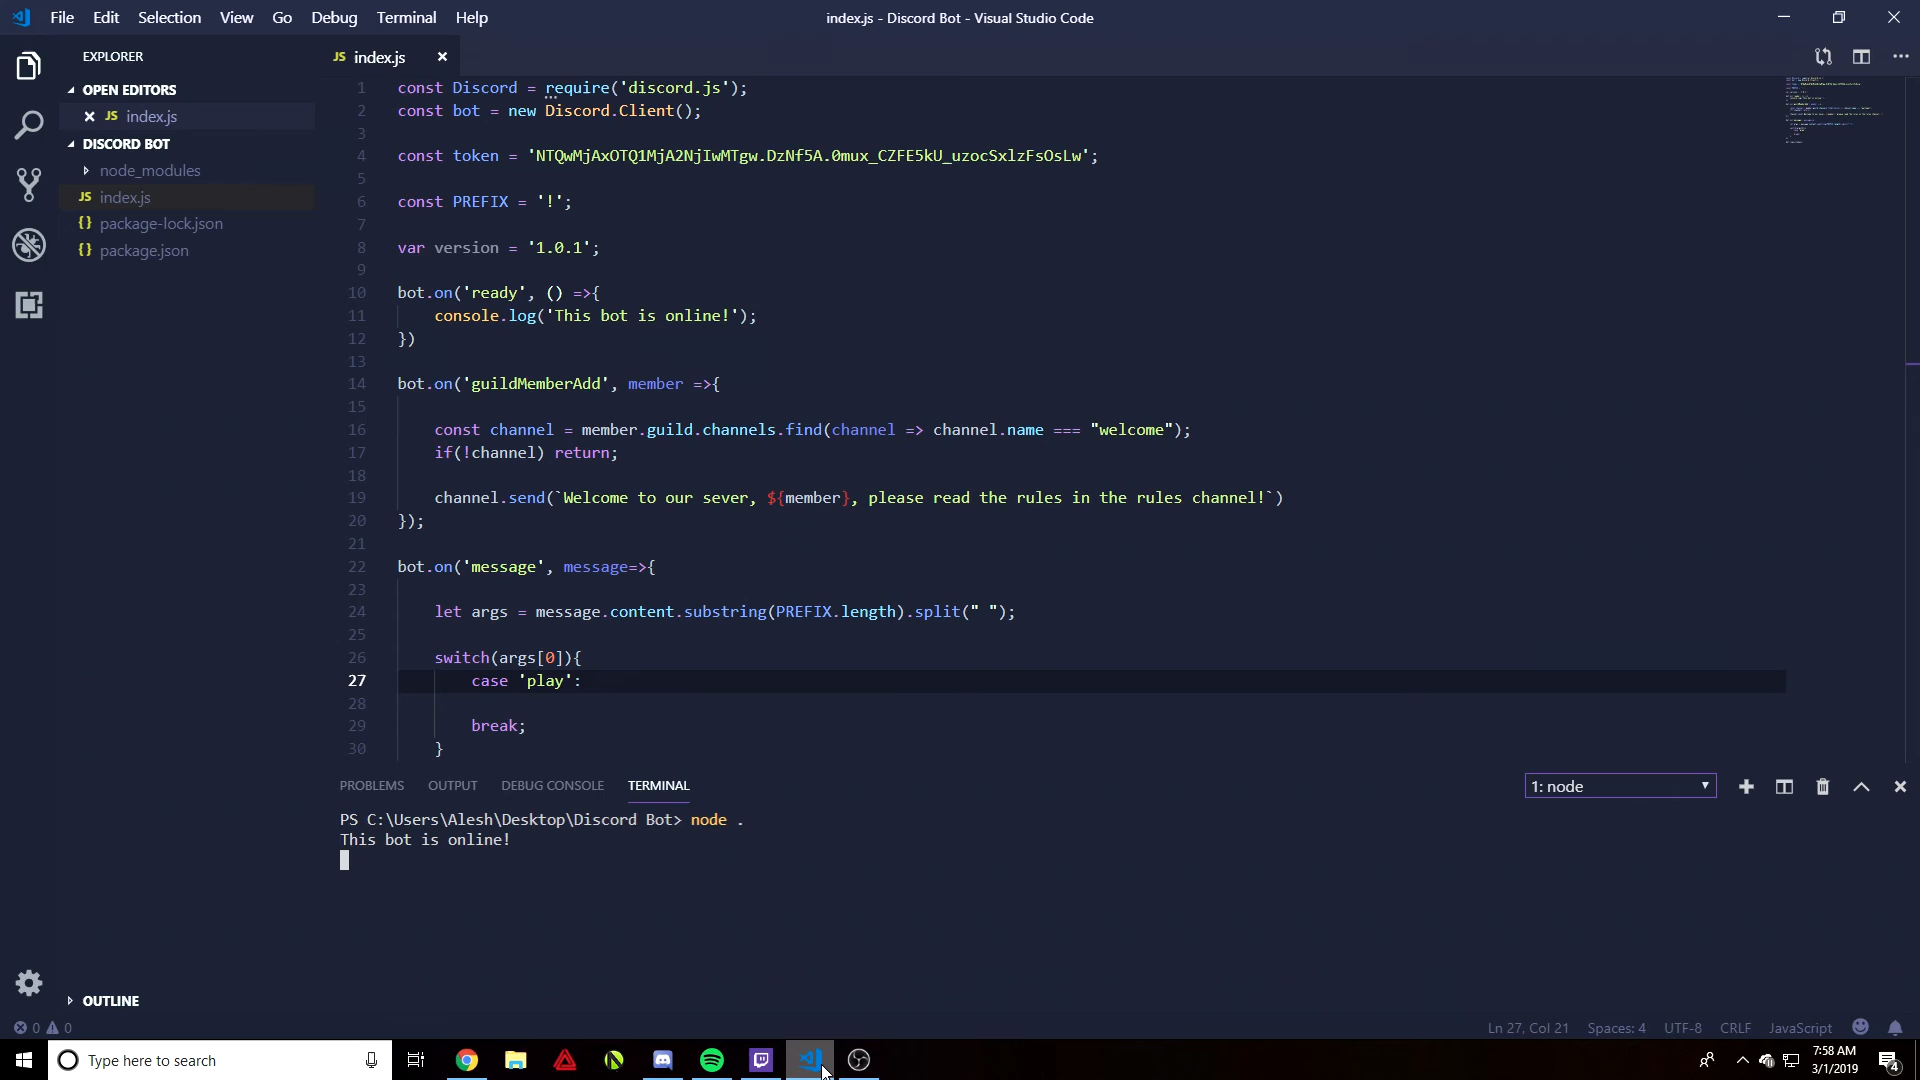 File Edit Selection View Go Debug Terminal Help
index.js - Discord Bot - Visual Studio Code
EXPLORER
OPEN EDITORS
JS index.js
DISCORD BOT
node_modules
JS index.js
{} package-lock.json
{} package.json
OUTLINE
JS index.js
1 const Discord = require('discord.js');
2 const bot = new Discord.Client();
3
4 const token = 'NTQwMjAxOTQ1MjA2NjIwMTgw.DzNf5A.0mux_CZFE5kU_uzocSxlzFsOsLw';
5
6 const PREFIX = '!';
7
8 var version = '1.0.1';
9
10 bot.on('ready', () =>{
11 console.log('This bot is online!');
12 })
13
14 bot.on('guildMemberAdd', member =>{
15
16 const channel = member.guild.channels.find(channel => channel.name === "welcome");
17 if(!channel) return;
18
19 channel.send(`Welcome to our sever, ${member}, please read the rules in the rules channel!`)
20 });
21
22 bot.on('message', message=>{
23
24 let args = message.content.substring(PREFIX.length).split(" ");
25
26 switch(args[0]){
27 case 'play':
28
29 break;
30 }
PROBLEMS OUTPUT DEBUG CONSOLE TERMINAL
1: node
PS C:\Users\Alesh\Desktop\Discord Bot> node .
This bot is online!
0 0
Ln 27, Col 21 Spaces: 4 UTF-8 CRLF JavaScript
Type here to search
7:58 AM
3/1/2019
4